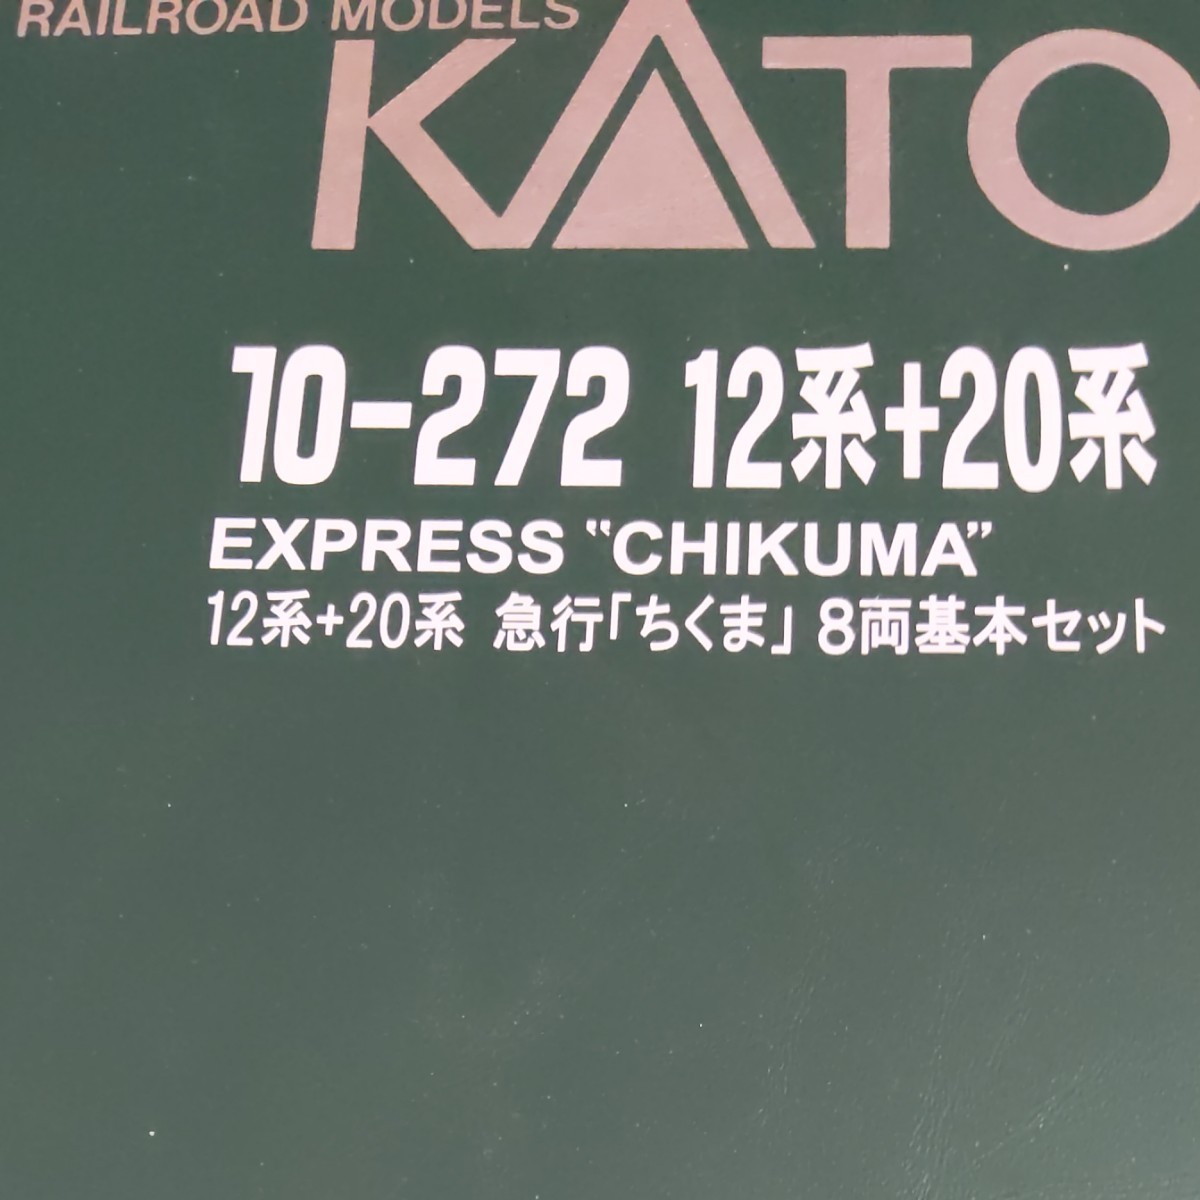 RAILROAD MODELS
KATO
10-272 12系+20系
EXPRESS "CHIKUMA"
12系+20系 急行「ちくま」 8両基本セット